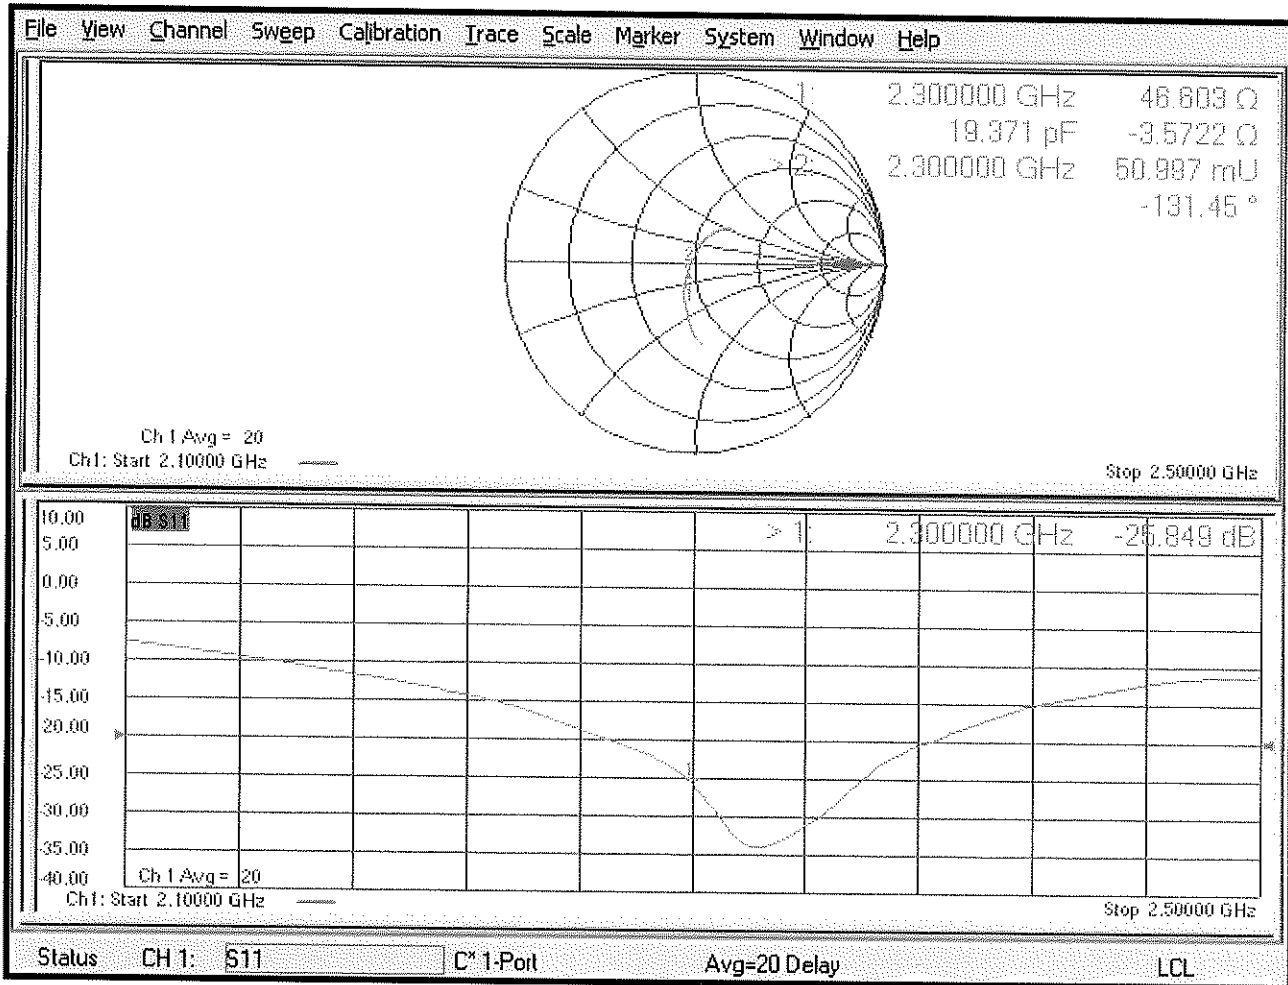 File View Channel Sweep Calibration Trace Scale Marker System Window Help
1: 2.300000 GHz 46.603 Ω
19.371 pF -3.5722 Ω
> 2: 2.300000 GHz 50.997 mU
-131.45 °
Ch 1 Avg = 20
Ch1: Start 2.10000 GHz
Stop 2.50000 GHz
10.00 dB S11
> 1: 2.300000 GHz -25.849 dB
5.00
0.00
-5.00
-10.00
-15.00
-20.00
-25.00
1
-30.00
-35.00
-40.00
Ch 1 Avg = 20
Ch1: Start 2.10000 GHz
Stop 2.50000 GHz
Status CH 1: S11 C* 1-Port Avg=20 Delay LCL